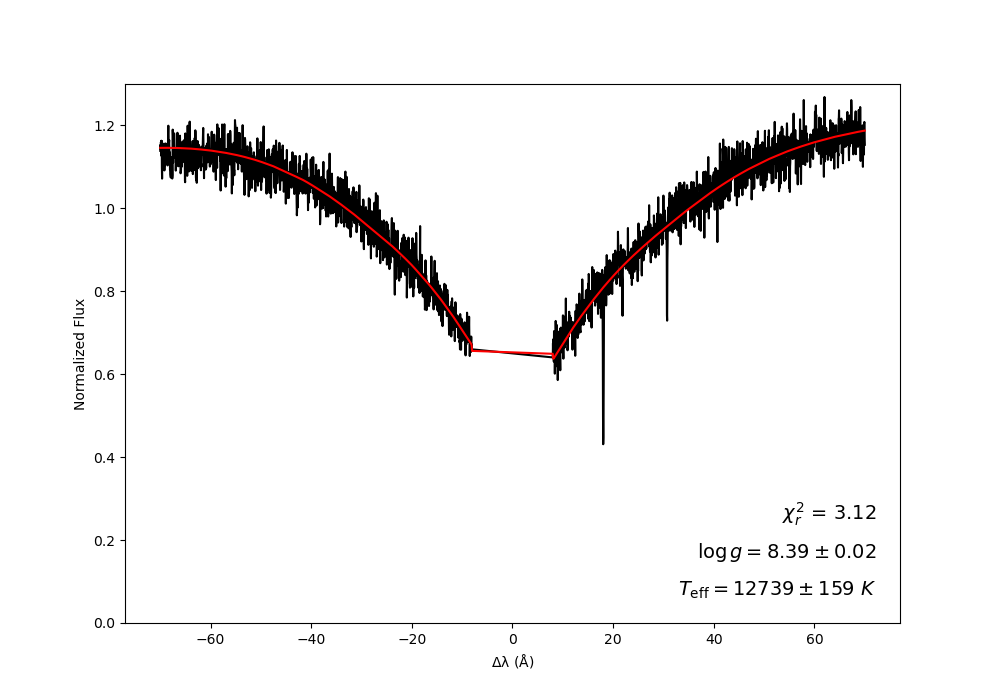 1.2
1.0
0.8
0.6
0.4
0.2
0.0
Normalized Flux
χ²ᵣ = 3.12
log g = 8.39 ± 0.02
T_eff = 12739 ± 159 K
−60 −40 −20 0 20 40 60
Δλ (Å)